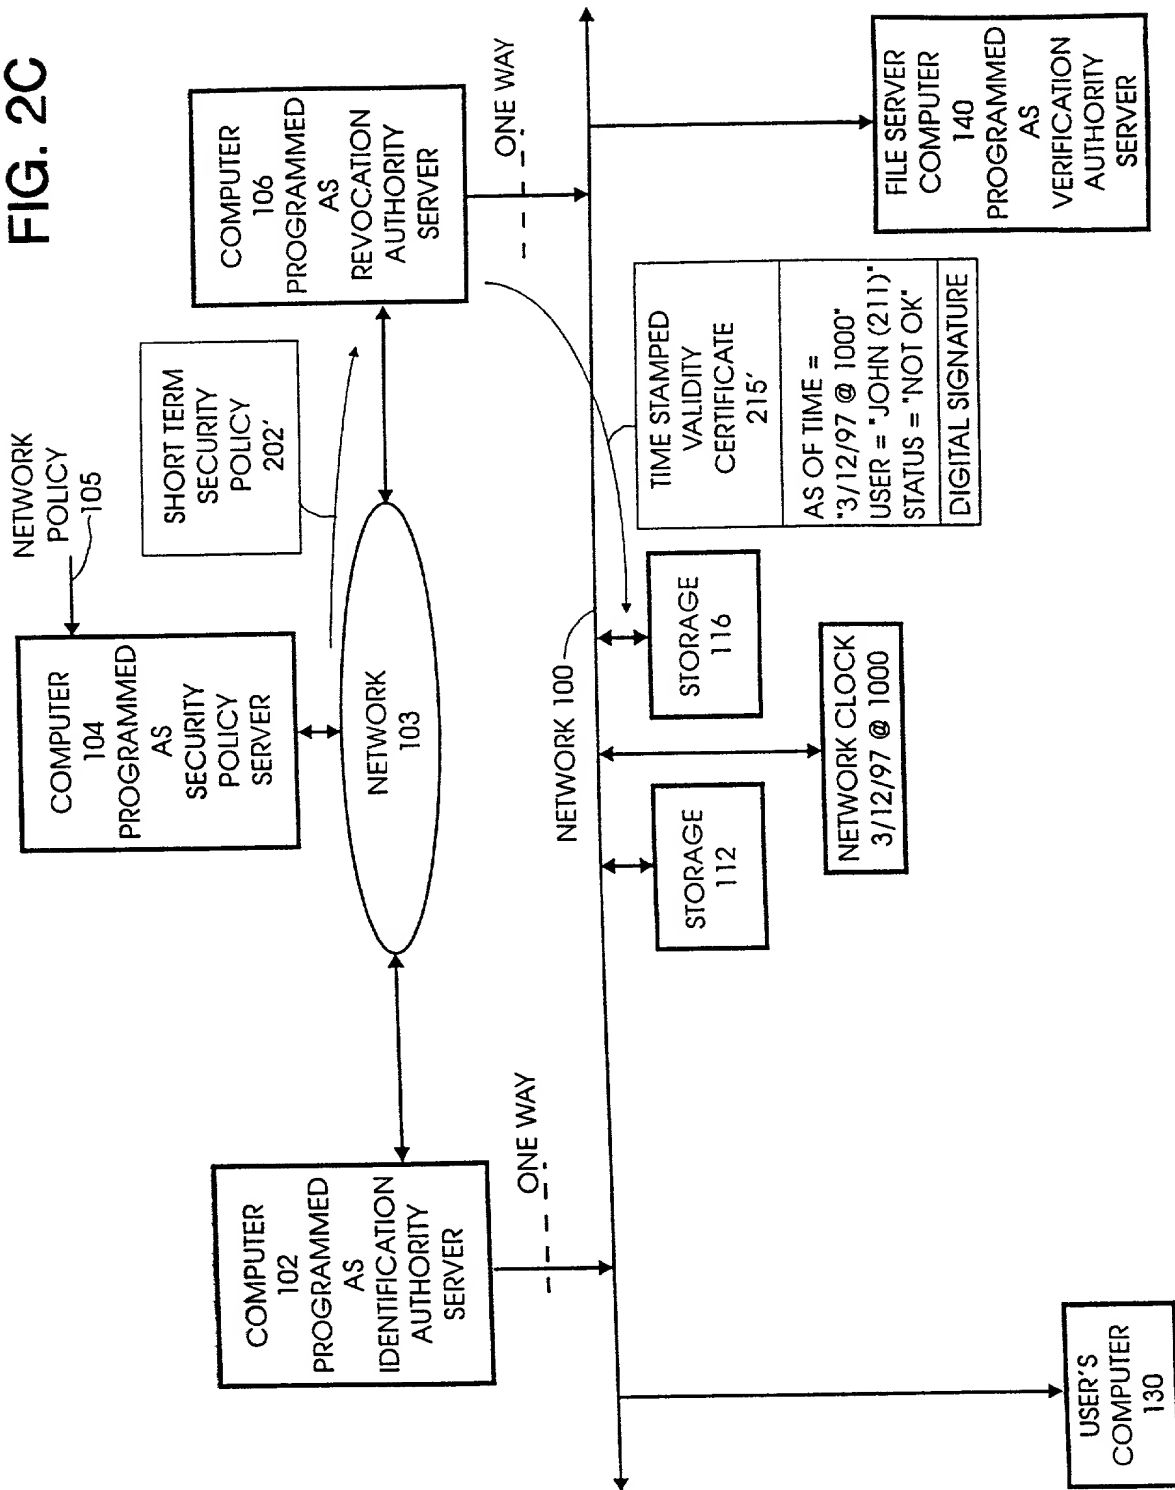 FIG. 2C
NETWORK
POLICY
105
COMPUTER
104
PROGRAMMED
AS
SECURITY
POLICY
SERVER
SHORT TERM
SECURITY
POLICY
202'
COMPUTER
106
PROGRAMMED
AS
REVOCATION
AUTHORITY
SERVER
COMPUTER
102
PROGRAMMED
AS
IDENTIFICATION
AUTHORITY
SERVER
NETWORK
103
ONE WAY
ONE WAY
NETWORK 100
STORAGE
112
STORAGE
116
TIME STAMPED
VALIDITY
CERTIFICATE
215'
AS OF TIME =
"3/12/97 @ 1000"
USER = "JOHN (211)"
STATUS = "NOT OK"
DIGITAL SIGNATURE
NETWORK CLOCK
3/12/97 @ 1000
FILE SERVER
COMPUTER
140
PROGRAMMED
AS
VERIFICATION
AUTHORITY
SERVER
USER'S
COMPUTER
130